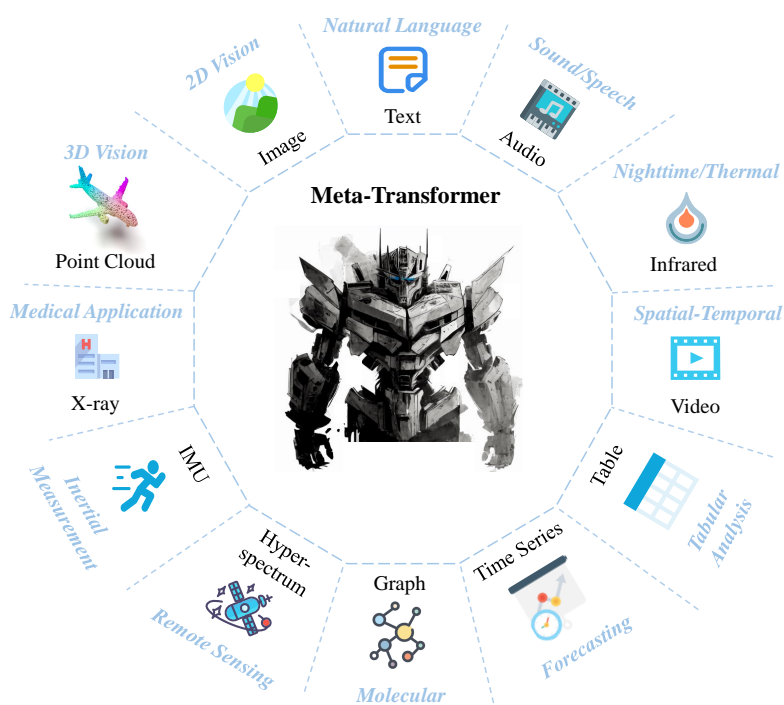 Natural Language
Text
Sound/Speech
Audio
Nighttime/Thermal
Infrared
Spatial-Temporal
Video
Table
Tabular
Analysis
Time Series
Forecasting
Graph
Molecular
Hyper-
spectrum
Remote Sensing
IMU
Inertial
Measurement
Medical Application
X-ray
3D Vision
Point Cloud
2D Vision
Image
Meta-Transformer
H